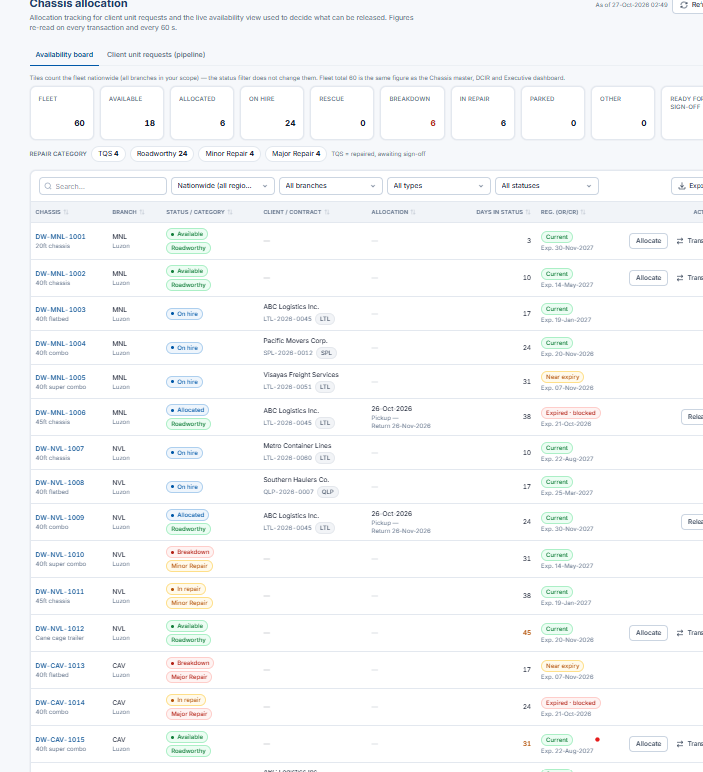 Chassis allocation
As of 27-Oct-2026 02:49
Allocation tracking for client unit requests and the live availability view used to decide what can be released. Figures
re-read on every transaction and every 60 s.
Availability board Client unit requests (pipeline)
Tiles count the fleet nationwide (all branches in your scope) — the status filter does not change them. Fleet total 60 is the same figure as the Chassis master, DCIR and Executive dashboard.
FLEET AVAILABLE ALLOCATED ON HIRE RESCUE BREAKDOWN IN REPAIR PARKED OTHER READY FOR
SIGN-OFF
60 18 6 24 0 6 6 0 0
REPAIR CATEGORY TQS 4 Roadworthy 24 Minor Repair 4 Major Repair 4 TQS = repaired, awaiting sign-off
Search... Nationwide (all regio... All branches All types All statuses
CHASSIS BRANCH STATUS / CATEGORY CLIENT / CONTRACT ALLOCATION DAYS IN STATUS REG. (OR/CR)
DW-MNL-1001 MNL Available — — 3 Current Allocate
20ft chassis Luzon Roadworthy Exp. 30-Nov-2027
DW-MNL-1002 MNL Available — — 10 Current Allocate
40ft chassis Luzon Roadworthy Exp. 14-May-2027
DW-MNL-1003 MNL On hire ABC Logistics Inc. — 17 Current
40ft flatbed Luzon LTL-2026-0045 LTL Exp. 19-Jan-2027
DW-MNL-1004 MNL On hire Pacific Movers Corp. — 24 Current
40ft combo Luzon SPL-2026-0012 SPL Exp. 20-Nov-2026
DW-MNL-1005 MNL On hire Visayas Freight Services — 31 Near expiry
40ft super combo Luzon LTL-2026-0051 LTL Exp. 07-Nov-2026
DW-MNL-1006 MNL Allocated ABC Logistics Inc. 26-Oct-2026 38 Expired · blocked
45ft chassis Luzon Roadworthy LTL-2026-0045 LTL Pickup — Exp. 21-Oct-2026
Return 26-Nov-2026
DW-NVL-1007 NVL On hire Metro Container Lines — 10 Current
40ft chassis Luzon LTL-2026-0060 LTL Exp. 22-Aug-2027
DW-NVL-1008 NVL On hire Southern Haulers Co. — 17 Current
40ft flatbed Luzon QLP-2026-0007 QLP Exp. 25-Mar-2027
DW-NVL-1009 NVL Allocated ABC Logistics Inc. 26-Oct-2026 24 Current
40ft combo Luzon Roadworthy LTL-2026-0045 LTL Pickup — Exp. 30-Nov-2027
Return 26-Nov-2026
DW-NVL-1010 NVL Breakdown — — 31 Current
40ft super combo Luzon Minor Repair Exp. 14-May-2027
DW-NVL-1011 NVL In repair — — 38 Current
45ft chassis Luzon Minor Repair Exp. 19-Jan-2027
DW-NVL-1012 NVL Available — — 45 Current Allocate
Cane cage trailer Luzon Roadworthy Exp. 20-Nov-2026
DW-CAV-1013 CAV Breakdown — — 17 Near expiry
40ft flatbed Luzon Major Repair Exp. 07-Nov-2026
DW-CAV-1014 CAV In repair — — 24 Expired · blocked
40ft combo Luzon Major Repair Exp. 21-Oct-2026
DW-CAV-1015 CAV Available — — 31 Current Allocate
40ft super combo Luzon Roadworthy Exp. 22-Aug-2027